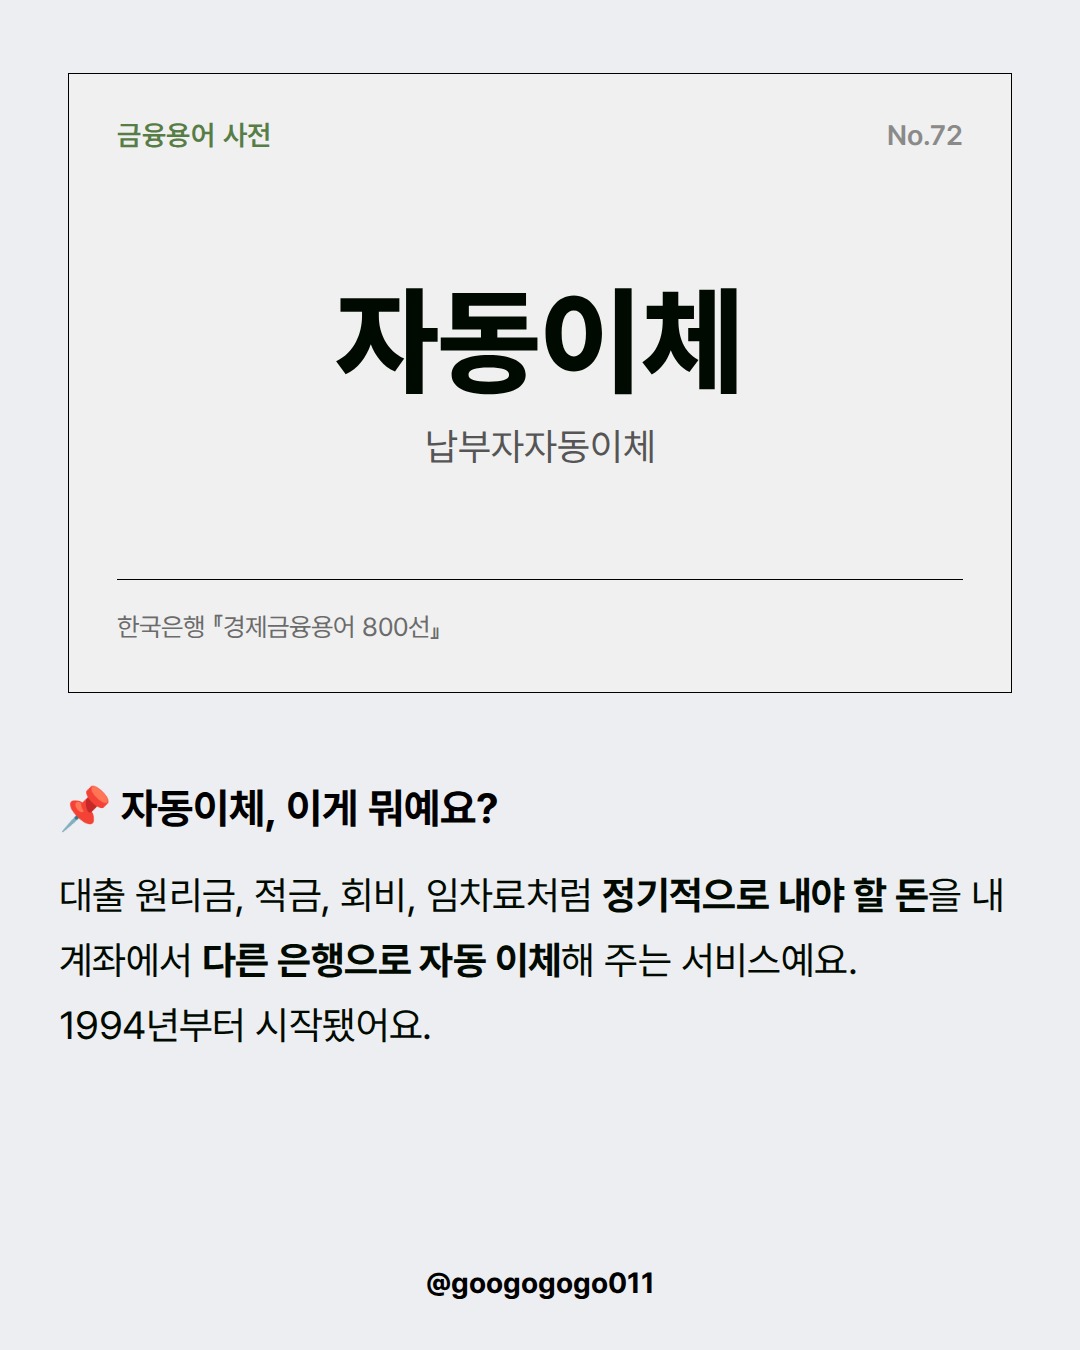 금융용어 사전
No.72
자동이체
납부자자동이체
한국은행 『경제금융용어 800선』
📌 자동이체, 이게 뭐예요?
대출 원리금, 적금, 회비, 임차료처럼 정기적으로 내야 할 돈을 내
계좌에서 다른 은행으로 자동 이체해 주는 서비스예요.
1994년부터 시작됐어요.
@googogogo011